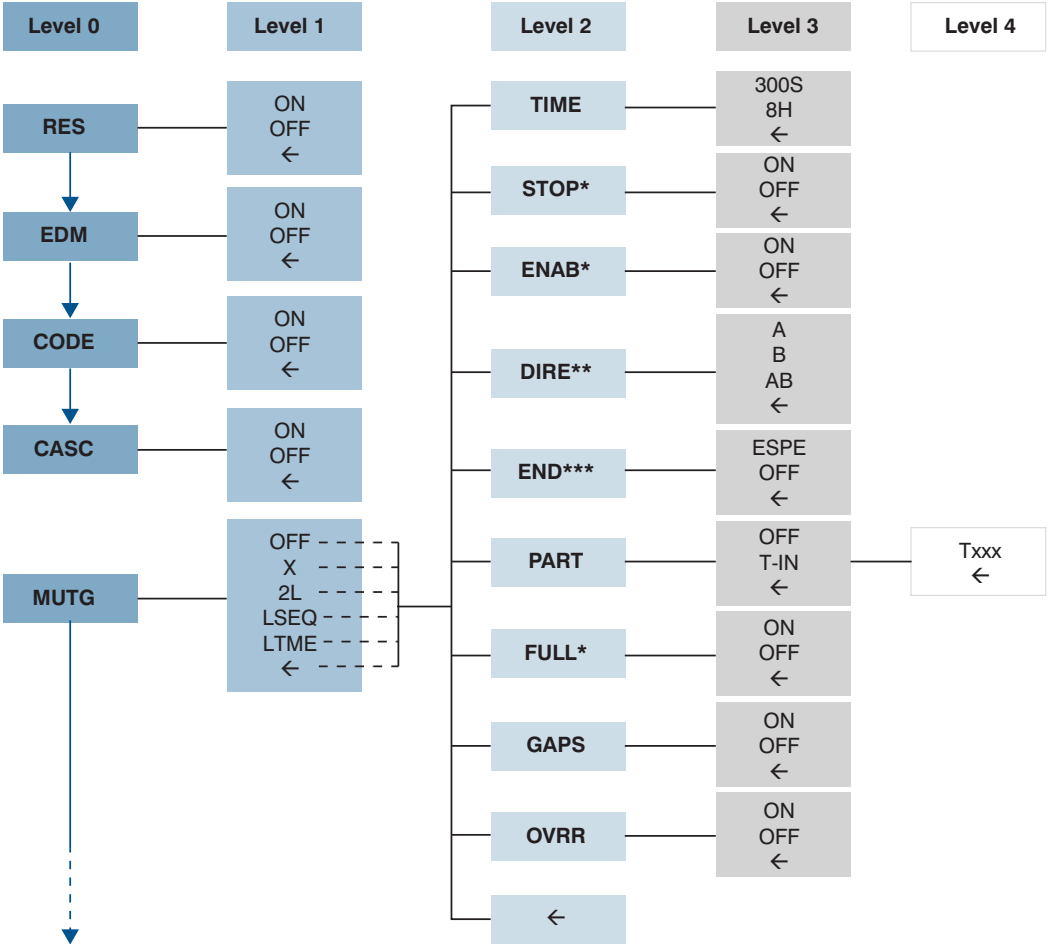 Level 0
Level 1
Level 2
Level 3
Level 4
RES
ON
OFF
←
EDM
ON
OFF
←
CODE
ON
OFF
←
CASC
ON
OFF
←
MUTG
OFF
X
2L
LSEQ
LTME
←
TIME
300S
8H
←
STOP*
ON
OFF
←
ENAB*
ON
OFF
←
DIRE**
A
B
AB
←
END***
ESPE
OFF
←
PART
OFF
T-IN
←
Txxx
←
FULL*
ON
OFF
←
GAPS
ON
OFF
←
OVRR
ON
OFF
←
←